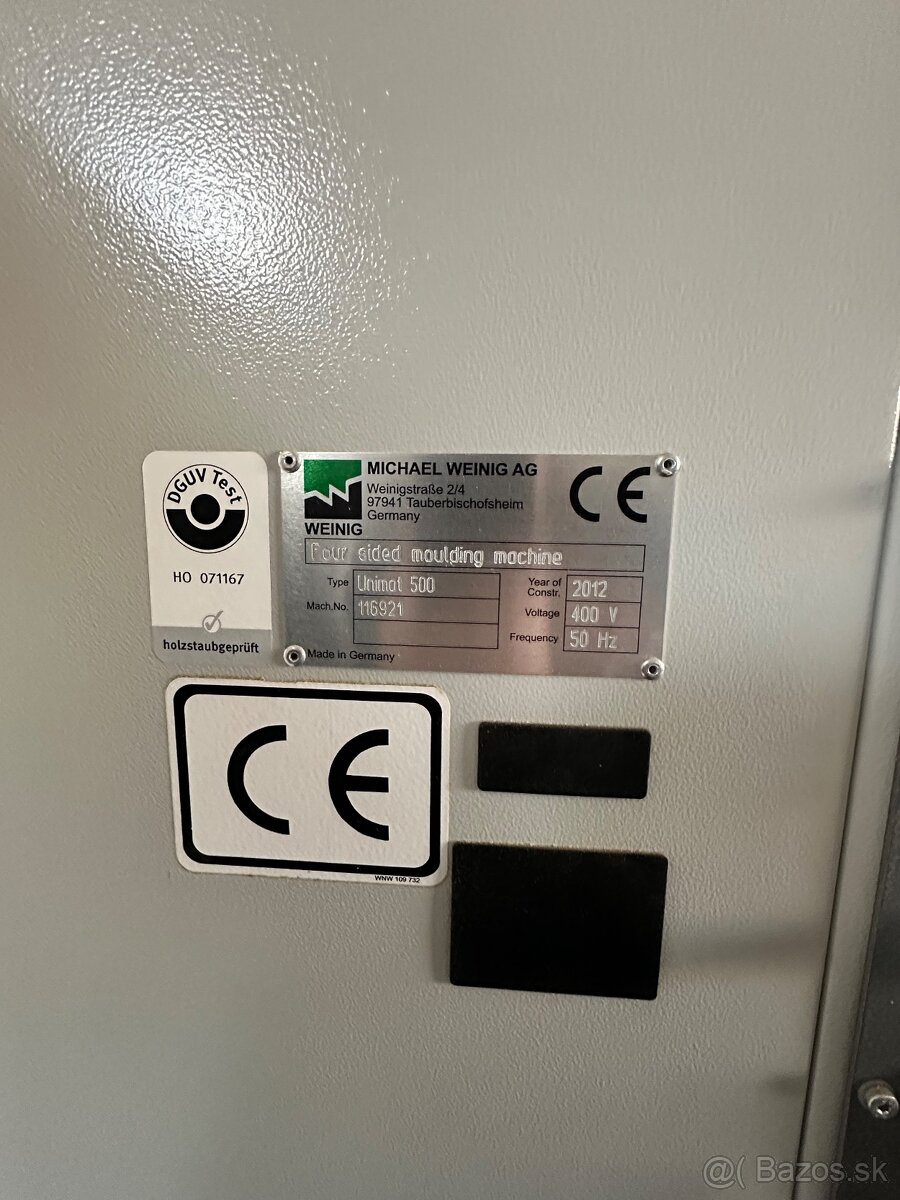 DGUV Test
HO 071167
holzstaubgeprüft
MICHAEL WEINIG AG
Weinigstraße 2/4
97941 Tauberbischofsheim
Germany
WEINIG
CE
Four sided moulding machine
Type Unimat 500
Mach.No. 116921
Year of Constr. 2012
Voltage 400 V
Frequency 50 Hz
Made in Germany
CE
WNW 109 732
@( Bazos.sk